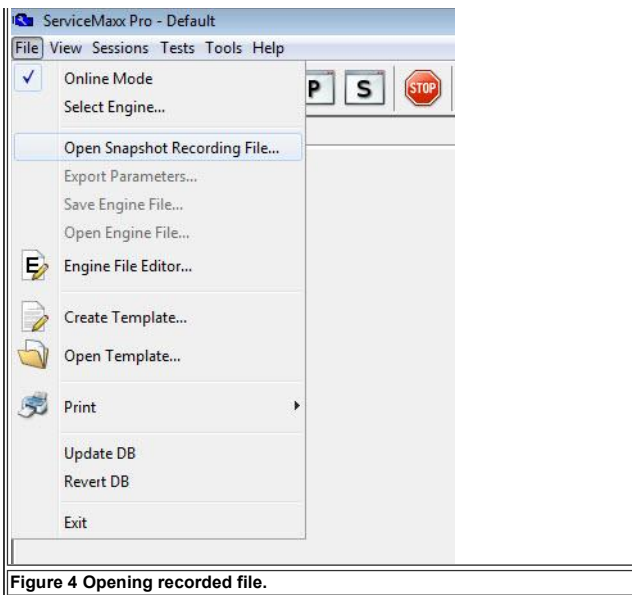 ServiceMaxx Pro - Default
File View Sessions Tests Tools Help
Online Mode
P S STOP
Select Engine...
Open Snapshot Recording File...
Export Parameters...
Save Engine File...
Open Engine File...
E Engine File Editor...
Create Template...
Open Template...
Print
Update DB
Revert DB
Exit
Figure 4 Opening recorded file.